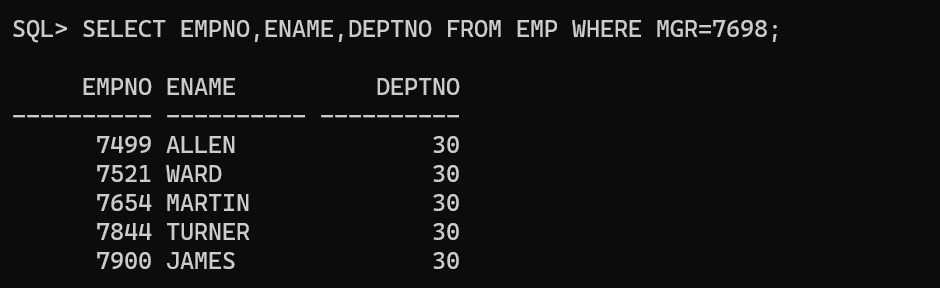 SQL> SELECT EMPNO,ENAME,DEPTNO FROM EMP WHERE MGR=7698;
     EMPNO ENAME          DEPTNO
---------- ---------- ----------
      7499 ALLEN              30
      7521 WARD               30
      7654 MARTIN             30
      7844 TURNER             30
      7900 JAMES              30